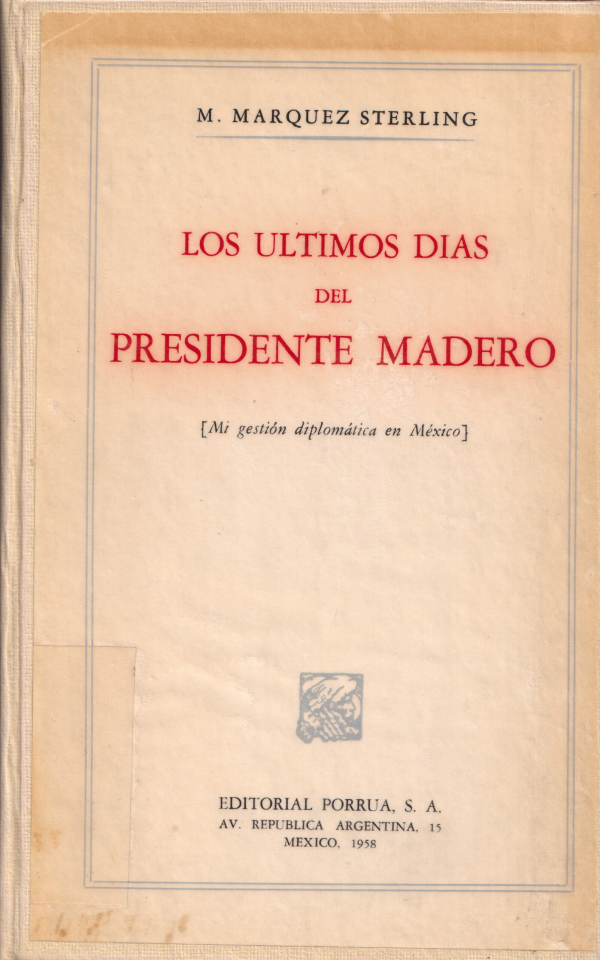 M. MARQUEZ STERLING
LOS ULTIMOS DIAS
DEL
PRESIDENTE MADERO
[Mi gestión diplomática en México]
EDITORIAL PORRUA, S. A.
AV. REPUBLICA ARGENTINA, 15
MEXICO, 1958